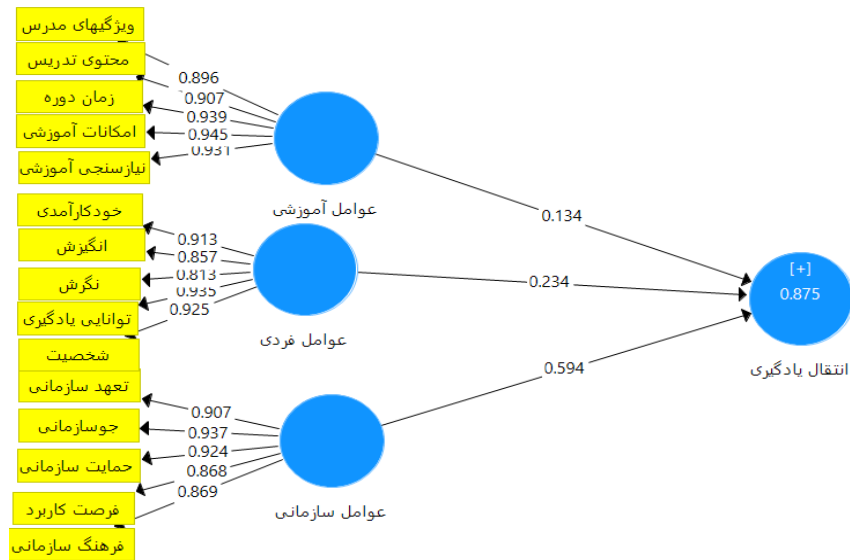 ویژگیهای مدرس
محتوی تدریس
زمان دوره
امکانات آموزشی
نیازسنجی آموزشی
0.896
0.907
0.939
0.945
0.931
عوامل آموزشی
0.134
خودکارآمدی
انگیزش
نگرش
توانایی یادگیری
شخصیت
0.913
0.857
0.813
0.935
0.925
عوامل فردی
0.234
[+]
0.875
انتقال یادگیری
تعهد سازمانی
جوسازمانی
حمایت سازمانی
فرصت کاربرد
فرهنگ سازمانی
0.907
0.937
0.924
0.868
0.869
عوامل سازمانی
0.594